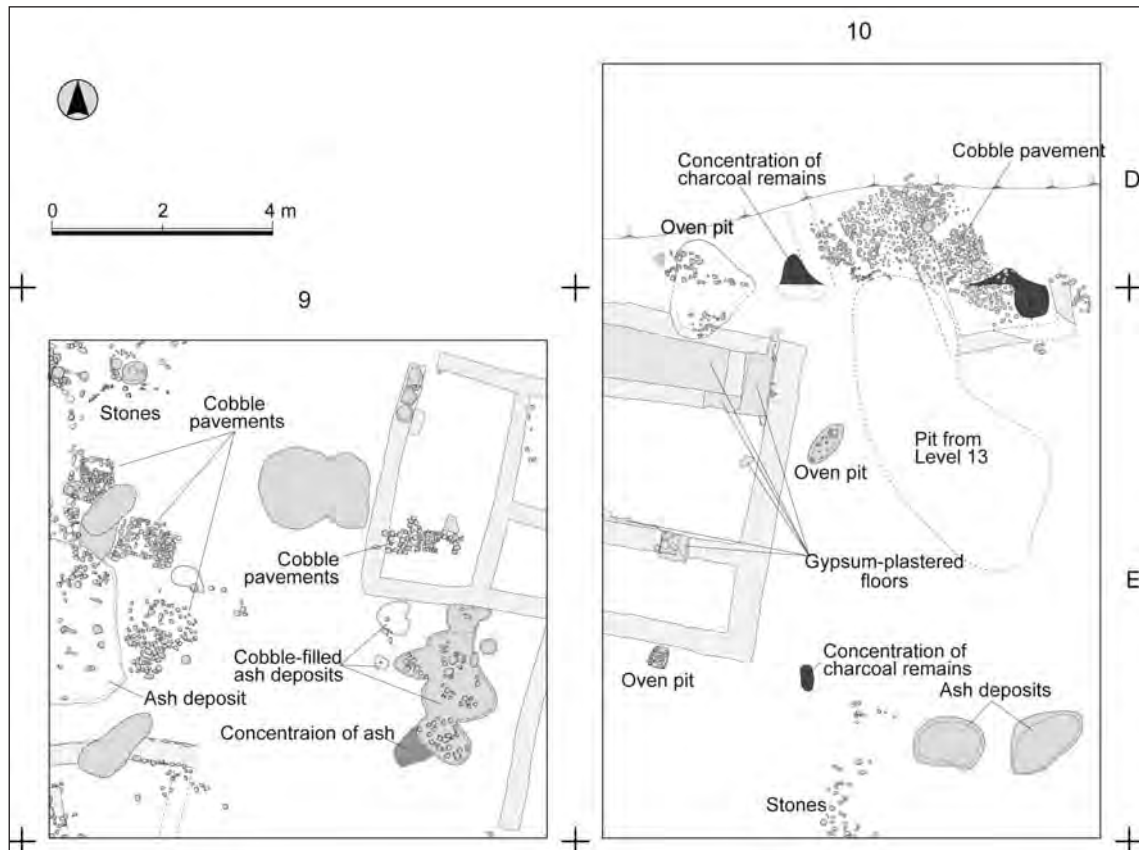 10
Concentration of
charcoal remains
Cobble pavement
D
0 2 4 m
Oven pit
9
Stones
Cobble
pavements
Pit from
Level 13
Oven pit
Cobble
pavements
Gypsum-plastered
floors
E
Cobble-filled
ash deposits
Oven pit
Concentration of
charcoal remains
Ash deposit
Ash deposits
Concentraion of ash
Stones